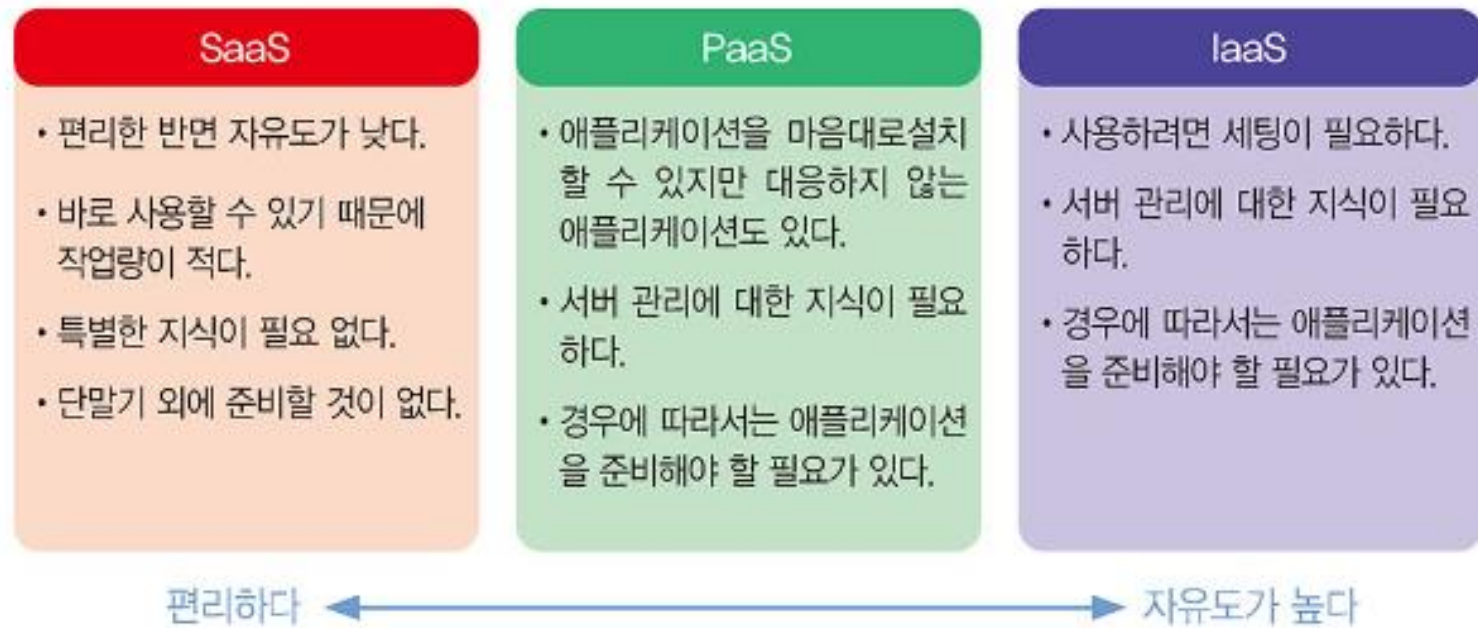 SaaS
• 편리한 반면 자유도가 낮다.
• 바로 사용할 수 있기 때문에
작업량이 적다.
• 특별한 지식이 필요 없다.
• 단말기 외에 준비할 것이 없다.
PaaS
• 애플리케이션을 마음대로설치
할 수 있지만 대응하지 않는
애플리케이션도 있다.
• 서버 관리에 대한 지식이 필요
하다.
• 경우에 따라서는 애플리케이션
을 준비해야 할 필요가 있다.
IaaS
• 사용하려면 세팅이 필요하다.
• 서버 관리에 대한 지식이 필요
하다.
• 경우에 따라서는 애플리케이션
을 준비해야 할 필요가 있다.
편리하다 자유도가 높다